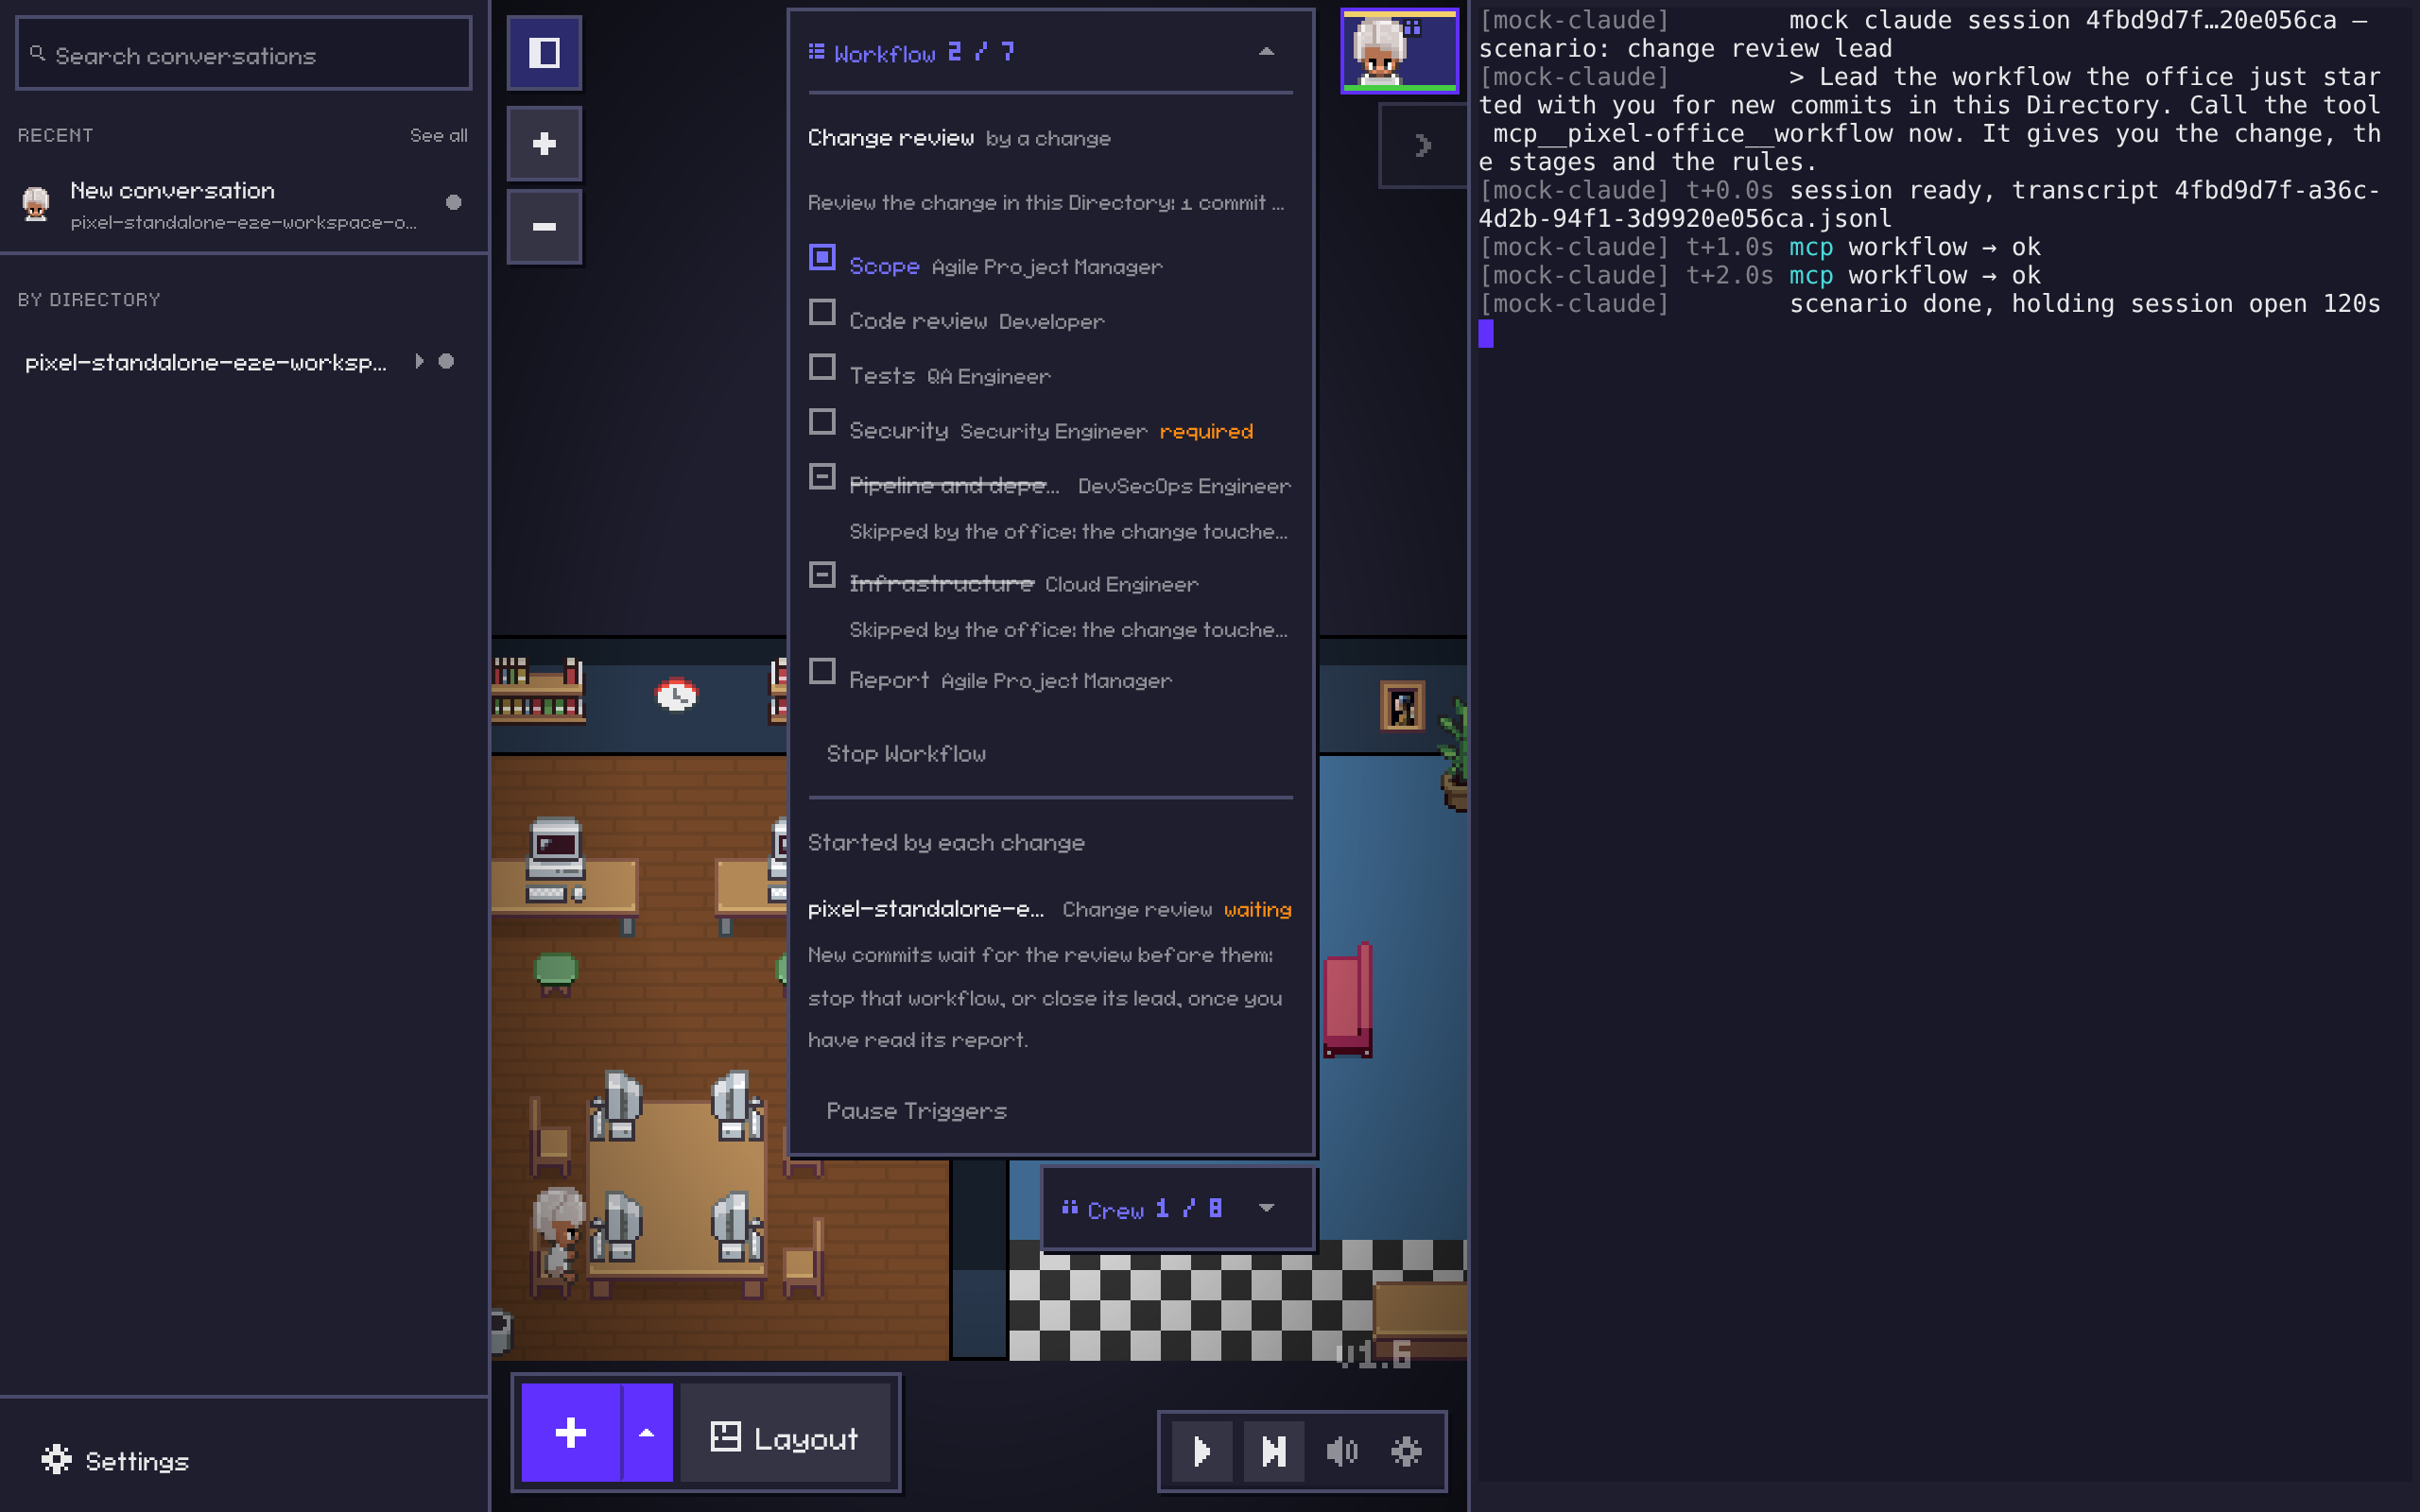 Search conversations
RECENT See all
New conversation
pixel-standalone-e2e-workspace-o...
BY DIRECTORY
pixel-standalone-e2e-worksp...
Settings
Workflow 2 / 7
Change review by a change
Review the change in this Directory: 1 commit ...
Scope Agile Project Manager
Code review Developer
Tests QA Engineer
Security Security Engineer required
Pipeline and depe... DevSecOps Engineer
Skipped by the office: the change touche...
Infrastructure Cloud Engineer
Skipped by the office: the change touche...
Report Agile Project Manager
Stop Workflow
Started by each change
pixel-standalone-e... Change review waiting
New commits wait for the review before them:
stop that workflow, or close its lead, once you
have read its report.
Pause Triggers
Crew 1 / 8
v1.6
Layout
[mock-claude] mock claude session 4fbd9d7f…20e056ca —
scenario: change review lead
[mock-claude] > Lead the workflow the office just star
ted with you for new commits in this Directory. Call the tool
mcp__pixel-office__workflow now. It gives you the change, th
e stages and the rules.
[mock-claude] t+0.0s session ready, transcript 4fbd9d7f-a36c-
4d2b-94f1-3d9920e056ca.jsonl
[mock-claude] t+1.0s mcp workflow → ok
[mock-claude] t+2.0s mcp workflow → ok
[mock-claude] scenario done, holding session open 120s